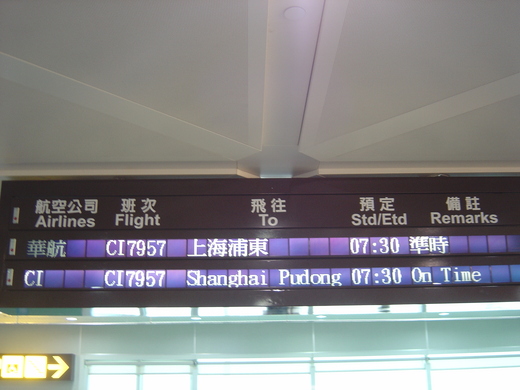 航空公司 班次 飛往 預定 備註
Airlines Flight To Std/Etd Remarks
華航 CI7957 上海浦東 07:30 準時
CI CI7957 Shanghai Pudong 07:30 On Time